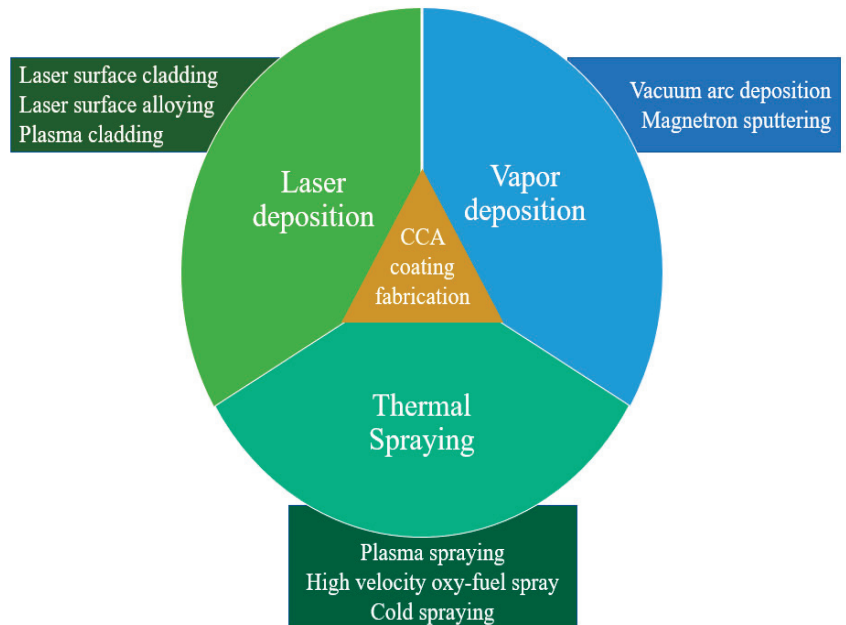 Laser surface cladding
Laser surface alloying
Plasma cladding
Vacuum arc deposition
Magnetron sputtering
Laser
deposition
Vapor
deposition
CCA
coating
fabrication
Thermal
Spraying
Plasma spraying
High velocity oxy-fuel spray
Cold spraying